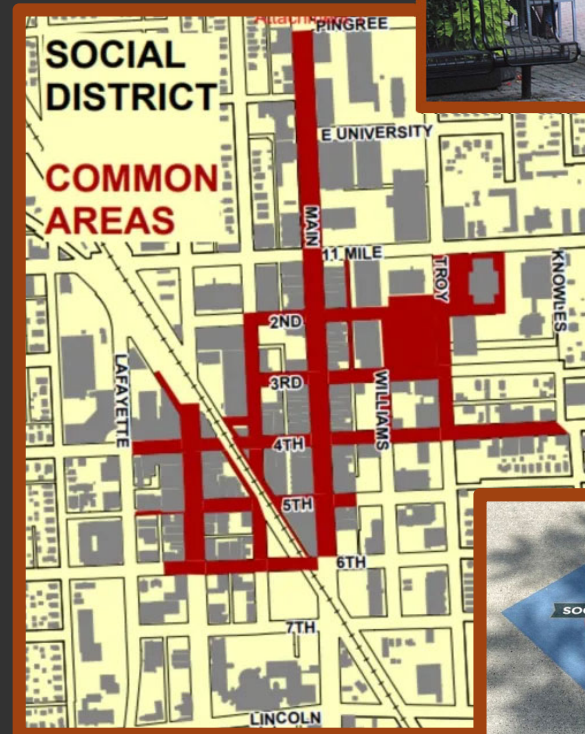 SOCIAL
DISTRICT
COMMON
AREAS
PINGREE
E UNIVERSITY
MAIN
11 MILE
TROY
KNOWLES
2ND
LAFAYETTE
3RD
WILLIAMS
4TH
5TH
6TH
7TH
LINCOLN